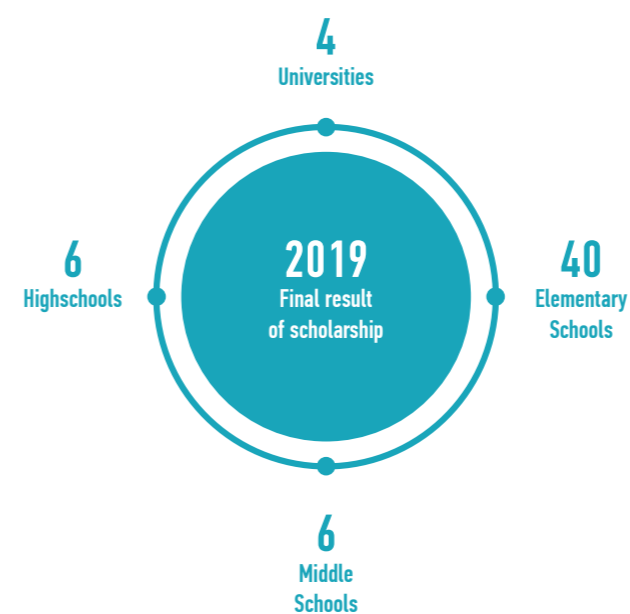 4
Universities
6
Highschools
2019
Final result
of scholarship
40
Elementary
Schools
6
Middle
Schools